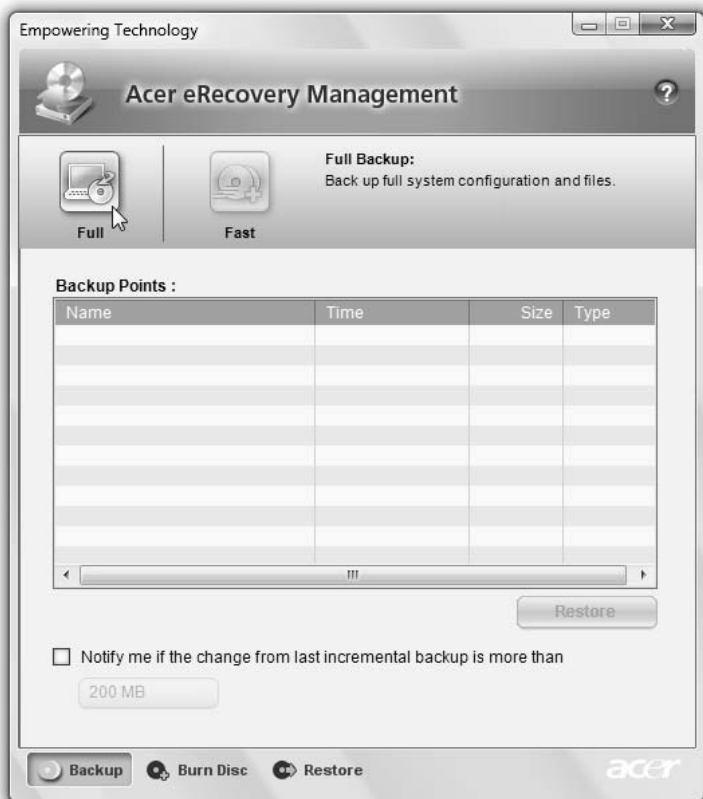 Empowering Technology
Acer eRecovery Management
?
Full
Fast
Full Backup:
Back up full system configuration and files.
Backup Points :
Name Time Size Type
Restore
Notify me if the change from last incremental backup is more than
200 MB
Backup Burn Disc Restore acer